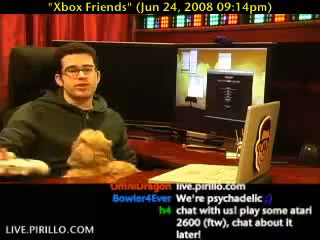 "Xbox Friends" (Jun 24, 2008 09:14pm)
OmniDragon live.pirillo.com
Bowler4Ever We're psychadelic ;)
h4 chat with us! play some atari
2600 (ftw), chat about it
later!
LIVE.PIRILLO.COM